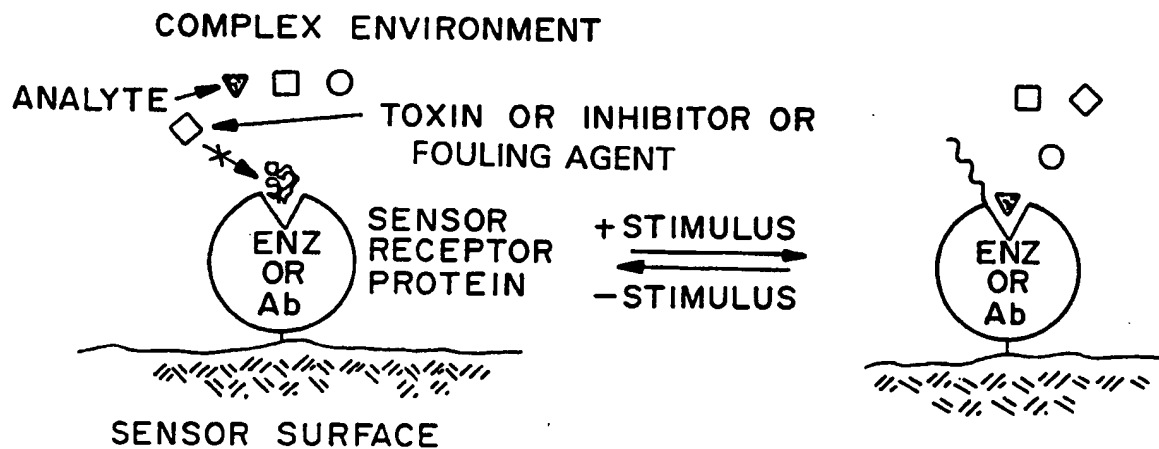 COMPLEX ENVIRONMENT
ANALYTE
TOXIN OR INHIBITOR OR
FOULING AGENT
SENSOR
RECEPTOR
PROTEIN
ENZ
OR
Ab
+STIMULUS
-STIMULUS
ENZ
OR
Ab
SENSOR SURFACE